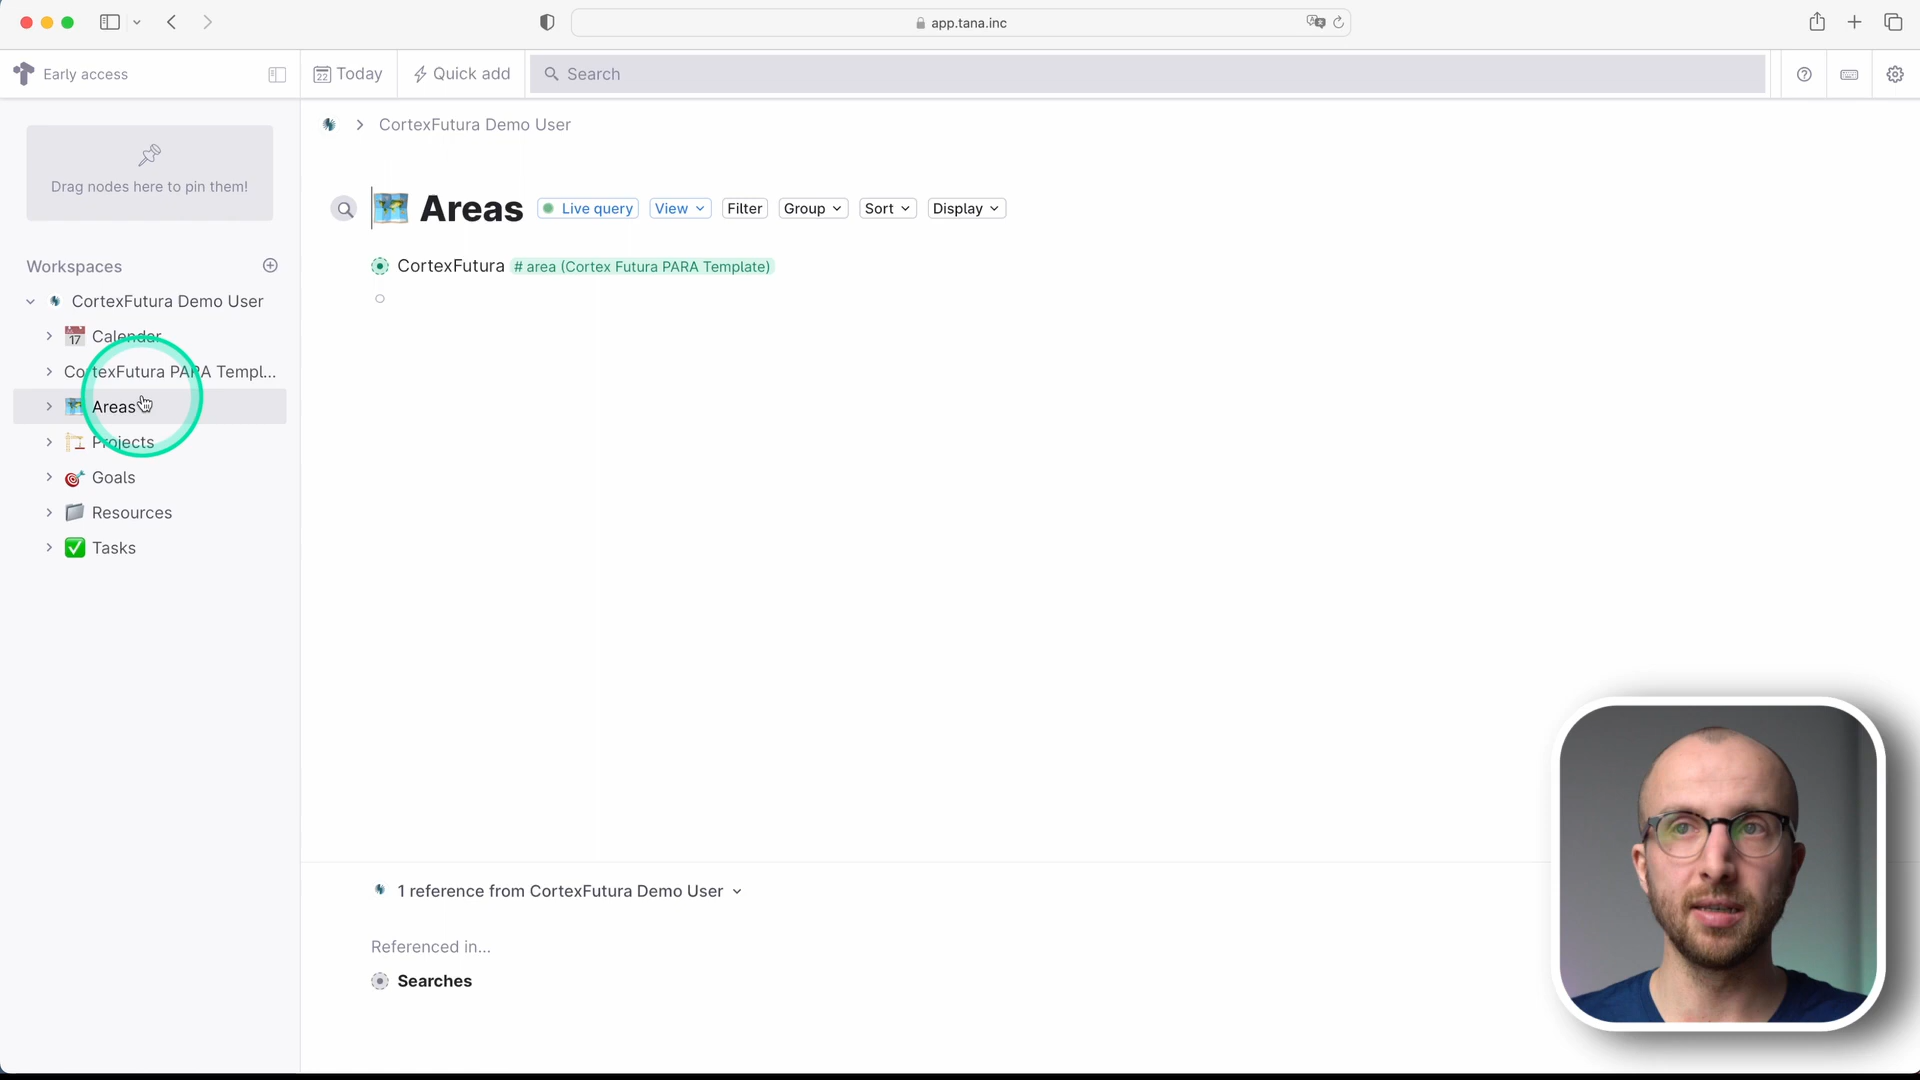 app.tana.inc
Early access
Today
Quick add
Search
Drag nodes here to pin them!
Workspaces
CortexFutura Demo User
Calendar
CortexFutura PARA Templ...
Areas
Projects
Goals
Resources
Tasks
CortexFutura Demo User
Areas
Live query
View
Filter
Group
Sort
Display
CortexFutura # area (Cortex Futura PARA Template)
1 reference from CortexFutura Demo User
Referenced in...
Searches
22
17